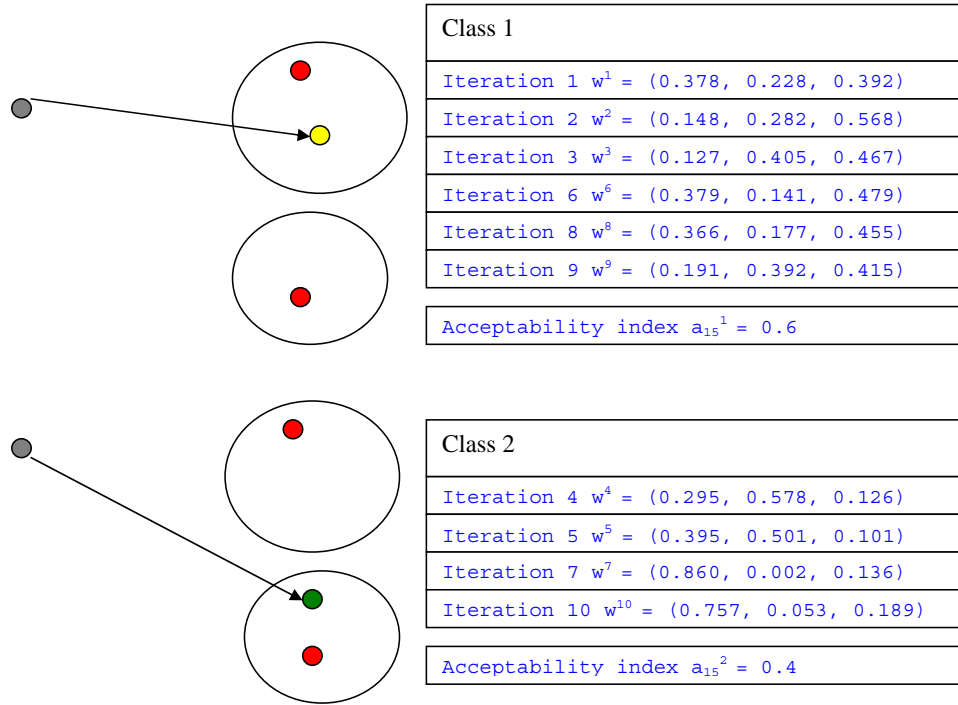 Class 1
Iteration 1 w¹ = (0.378, 0.228, 0.392)
Iteration 2 w² = (0.148, 0.282, 0.568)
Iteration 3 w³ = (0.127, 0.405, 0.467)
Iteration 6 w⁶ = (0.379, 0.141, 0.479)
Iteration 8 w⁸ = (0.366, 0.177, 0.455)
Iteration 9 w⁹ = (0.191, 0.392, 0.415)
Acceptability index a₁₅¹ = 0.6
Class 2
Iteration 4 w⁴ = (0.295, 0.578, 0.126)
Iteration 5 w⁵ = (0.395, 0.501, 0.101)
Iteration 7 w⁷ = (0.860, 0.002, 0.136)
Iteration 10 w¹⁰ = (0.757, 0.053, 0.189)
Acceptability index a₁₅² = 0.4